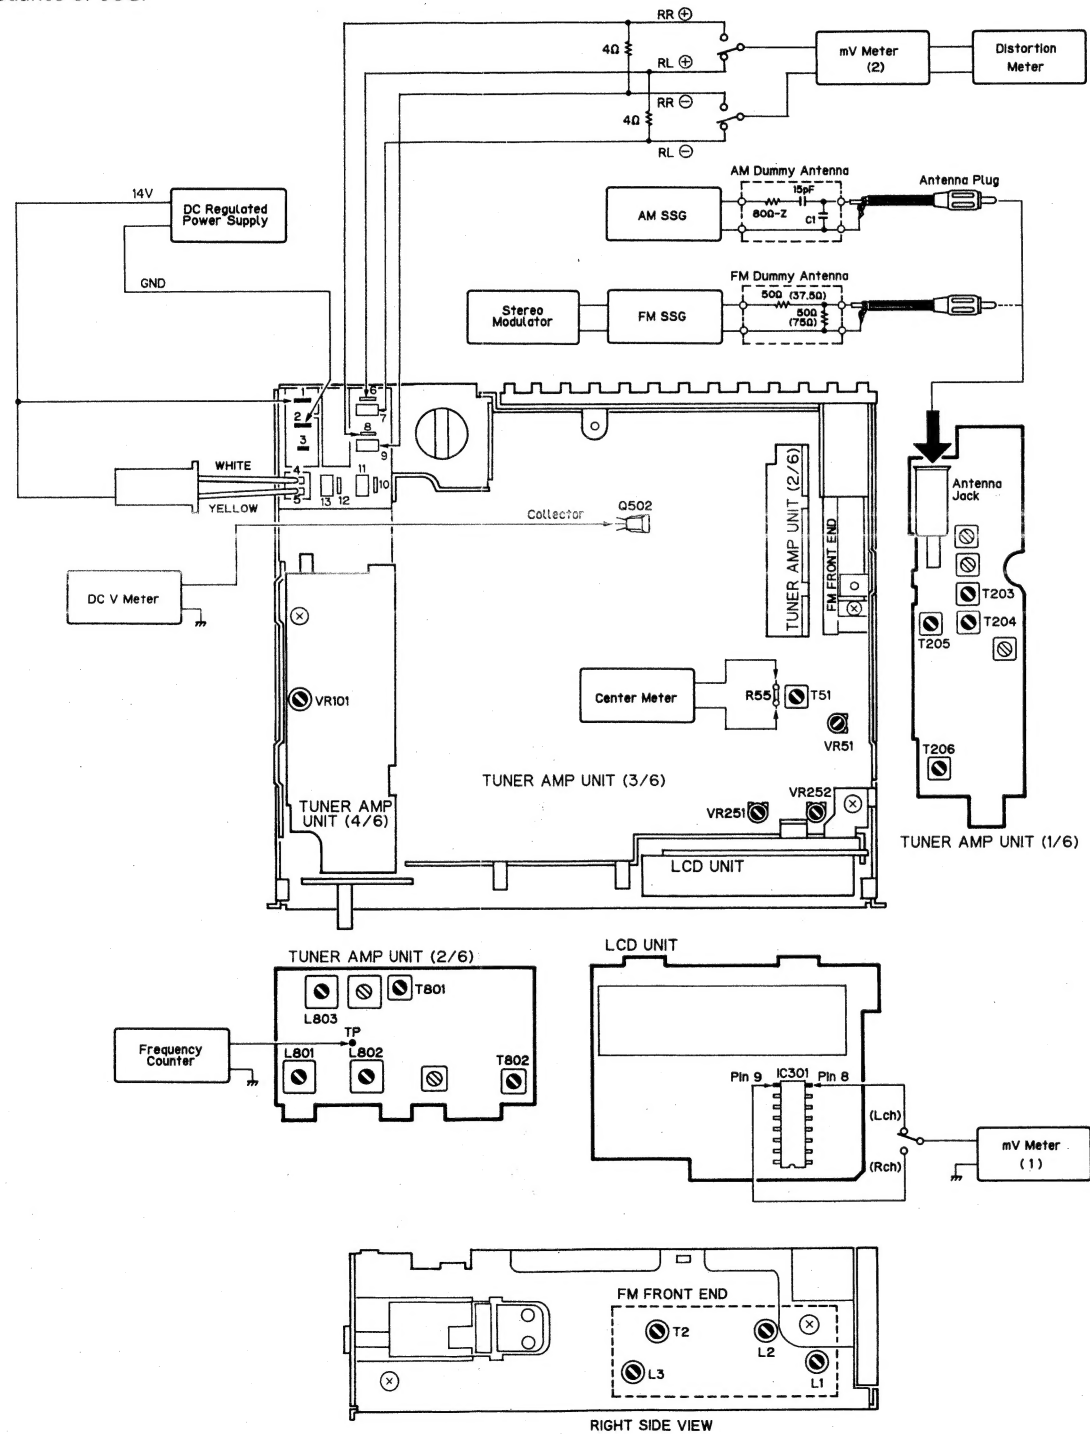 RR ⊕
4Ω
RL ⊕
RR ⊖
4Ω
RL ⊖
mV Meter
(2)
Distortion
Meter
14V
DC Regulated
Power Supply
GND
AM SSG
AM Dummy Antenna
15pF
80Ω-Z
C1
Antenna Plug
Stereo
Modulator
FM SSG
FM Dummy Antenna
50Ω (37.5Ω)
50Ω
(75Ω)
1
2
3
4
5
6
7
8
9
10
11
12
13
WHITE
YELLOW
Collector
Q502
DC V Meter
VR101
TUNER AMP UNIT (2/6)
FM FRONT END
Antenna
Jack
T203
T204
T205
T206
Center Meter
R55
T51
VR51
TUNER AMP UNIT (3/6)
TUNER AMP
UNIT (4/6)
VR251
VR252
LCD UNIT
TUNER AMP UNIT (1/6)
TUNER AMP UNIT (2/6)
L803
T801
TP
L801
L802
T802
Frequency
Counter
LCD UNIT
Pin 9
IC301
Pin 8
(Lch)
(Rch)
mV Meter
(1)
FM FRONT END
T2
L2
L3
L1
RIGHT SIDE VIEW